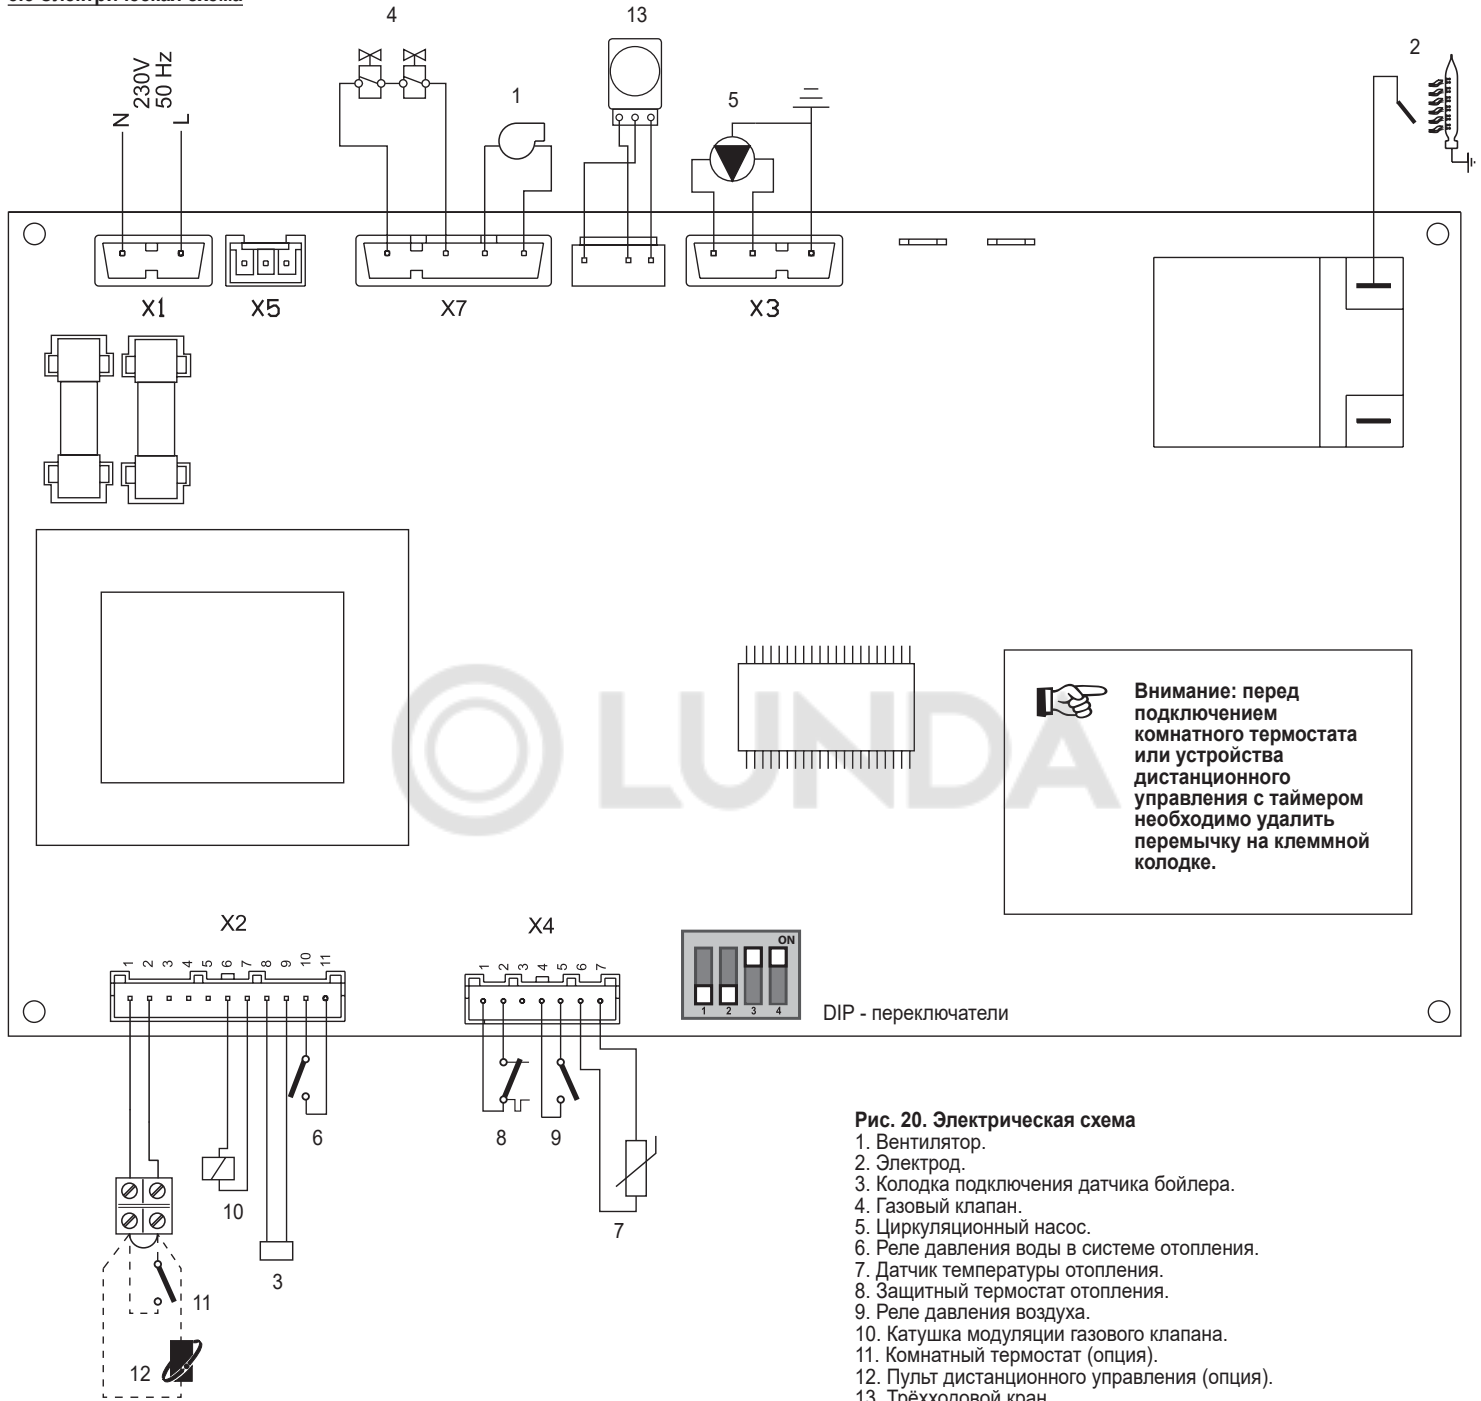 4
13
2
230V
50 Hz
N
L
1
5
X1
X5
X7
X3
Внимание: перед
подключением
комнатного термостата
или устройства
дистанционного
управления с таймером
необходимо удалить
перемычку на клеммной
колодке.
LUNDA
X2
X4
1 2 3 4 5 6 7 8 9 10 11
1 2 3 4 5 6 7
ON
1 2 3 4
DIP - переключатели
6
8
9
10
7
3
11
12
Рис. 20. Электрическая схема
1. Вентилятор.
2. Электрод.
3. Колодка подключения датчика бойлера.
4. Газовый клапан.
5. Циркуляционный насос.
6. Реле давления воды в системе отопления.
7. Датчик температуры отопления.
8. Защитный термостат отопления.
9. Реле давления воздуха.
10. Катушка модуляции газового клапана.
11. Комнатный термостат (опция).
12. Пульт дистанционного управления (опция).
13. Трёхходовой кран